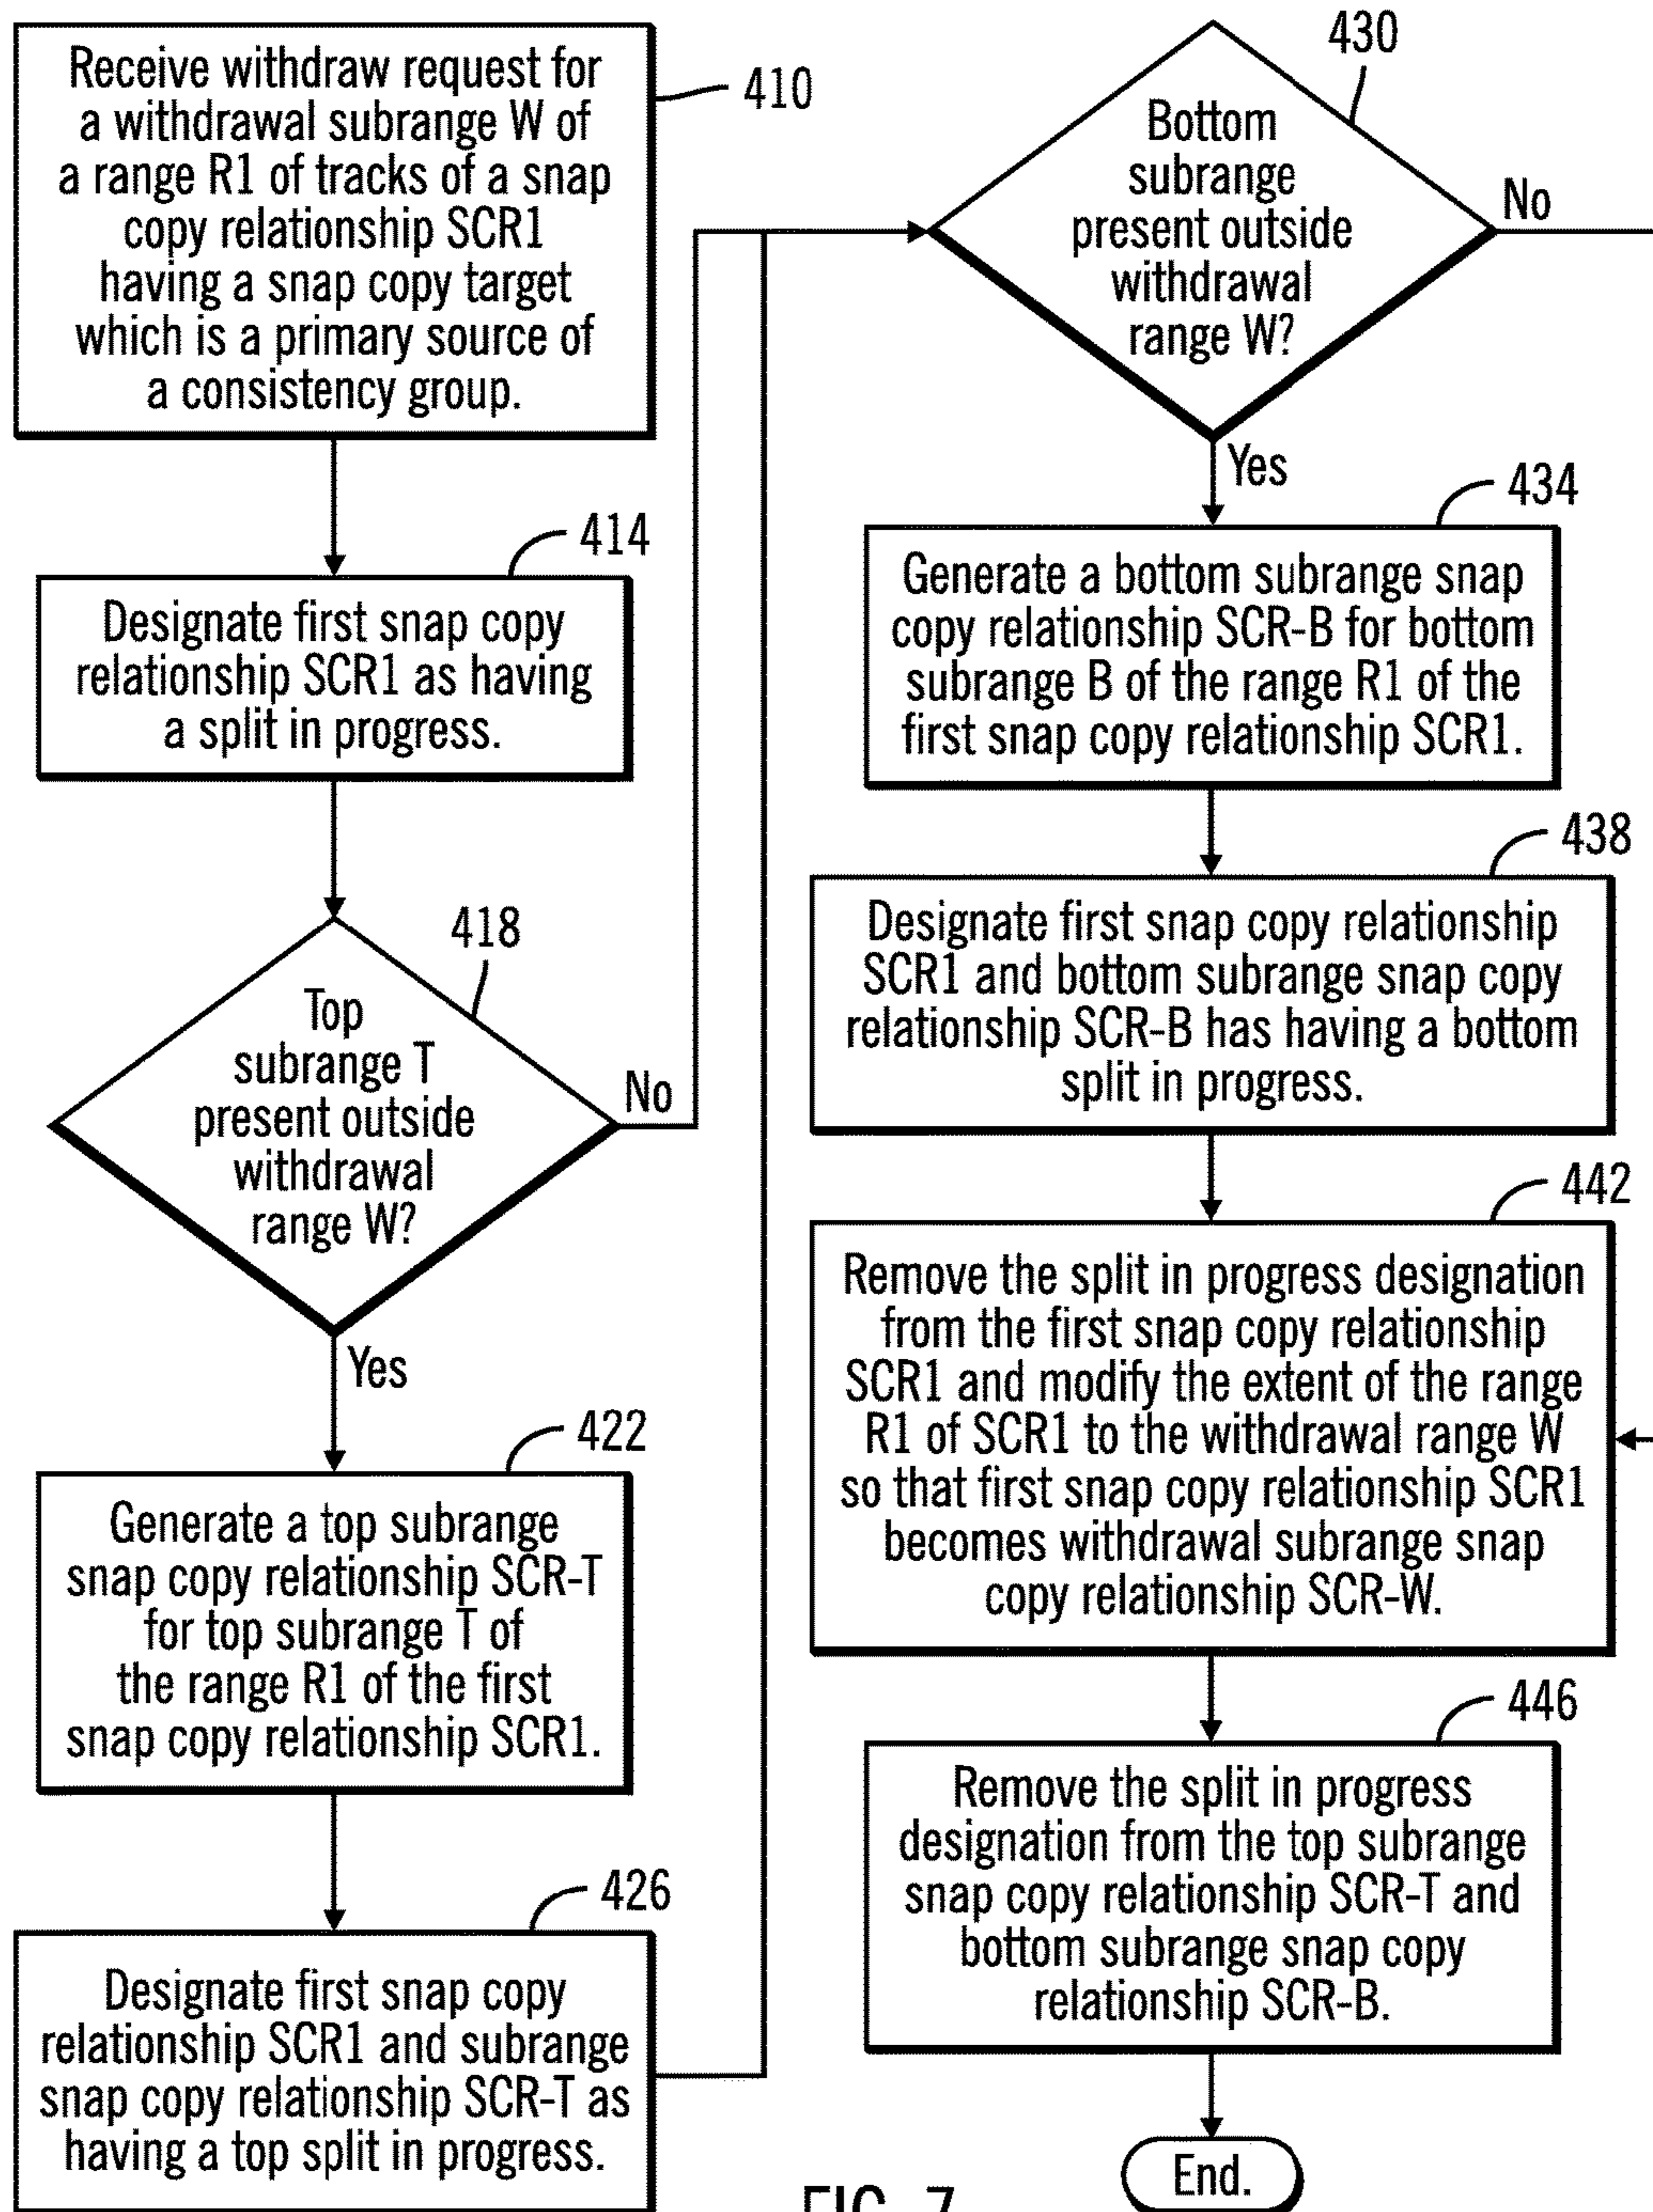 Receive withdraw request for
a withdrawal subrange W of
a range R1 of tracks of a snap
copy relationship SCR1
having a snap copy target
which is a primary source of
a consistency group.
410
414
Designate first snap copy
relationship SCR1 as having
a split in progress.
418
Top
subrange T
present outside
withdrawal
range W?
No
Yes
422
Generate a top subrange
snap copy relationship SCR-T
for top subrange T of
the range R1 of the first
snap copy relationship SCR1.
426
Designate first snap copy
relationship SCR1 and subrange
snap copy relationship SCR-T as
having a top split in progress.
430
Bottom
subrange
present outside
withdrawal
range W?
No
Yes
434
Generate a bottom subrange snap
copy relationship SCR-B for bottom
subrange B of the range R1 of the
first snap copy relationship SCR1.
438
Designate first snap copy relationship
SCR1 and bottom subrange snap copy
relationship SCR-B has having a bottom
split in progress.
442
Remove the split in progress designation
from the first snap copy relationship
SCR1 and modify the extent of the range
R1 of SCR1 to the withdrawal range W
so that first snap copy relationship SCR1
becomes withdrawal subrange snap
copy relationship SCR-W.
446
Remove the split in progress
designation from the top subrange
snap copy relationship SCR-T and
bottom subrange snap copy
relationship SCR-B.
End.
FIG. 7